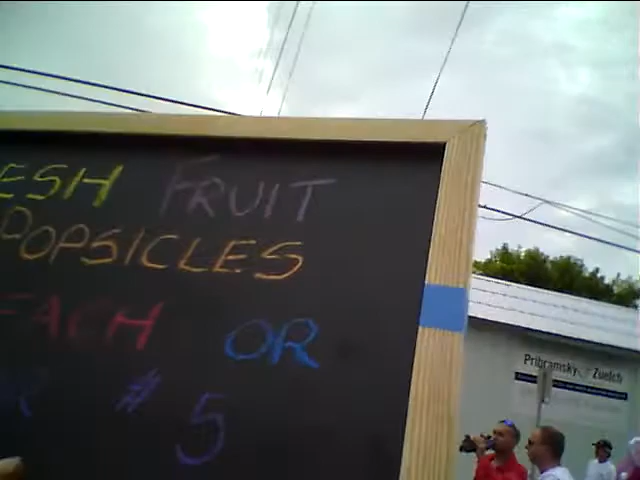 ESH FRUIT
POPSICLES
EACH OR
# 5
Pribramsky Zuelch